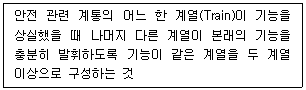 안전 관련 계통의 어느 한 계열(Train)이 기능을
상실했을 때 나머지 다른 계열이 본래의 기능을
충분히 발휘하도록 기능이 같은 계열을 두 계열
이상으로 구성하는 것